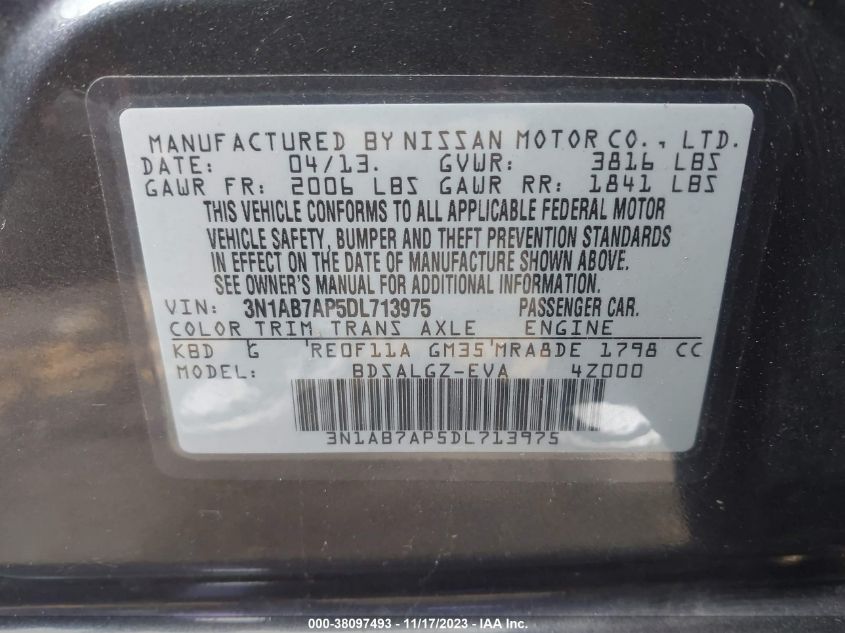 MANUFACTURED BY NISSAN MOTOR CO., LTD.
DATE: 04/13. GVWR: 3816 LBS
GAWR FR: 2006 LBS GAWR RR: 1841 LBS
THIS VEHICLE CONFORMS TO ALL APPLICABLE FEDERAL MOTOR
VEHICLE SAFETY, BUMPER AND THEFT PREVENTION STANDARDS
IN EFFECT ON THE DATE OF MANUFACTURE SHOWN ABOVE.
SEE OWNER'S MANUAL FOR ADDITIONAL INFORMATION.
VIN: 3N1AB7AP5DL713975 PASSENGER CAR.
COLOR TRIM TRANS AXLE ENGINE
KBD G 'RE0F11A GM35'MRA8DE 1798 CC
MODEL: BDSALGZ-EVA 4Z000
3N1AB7AP5DL713975
000-38097493 - 11/17/2023 - IAA Inc.